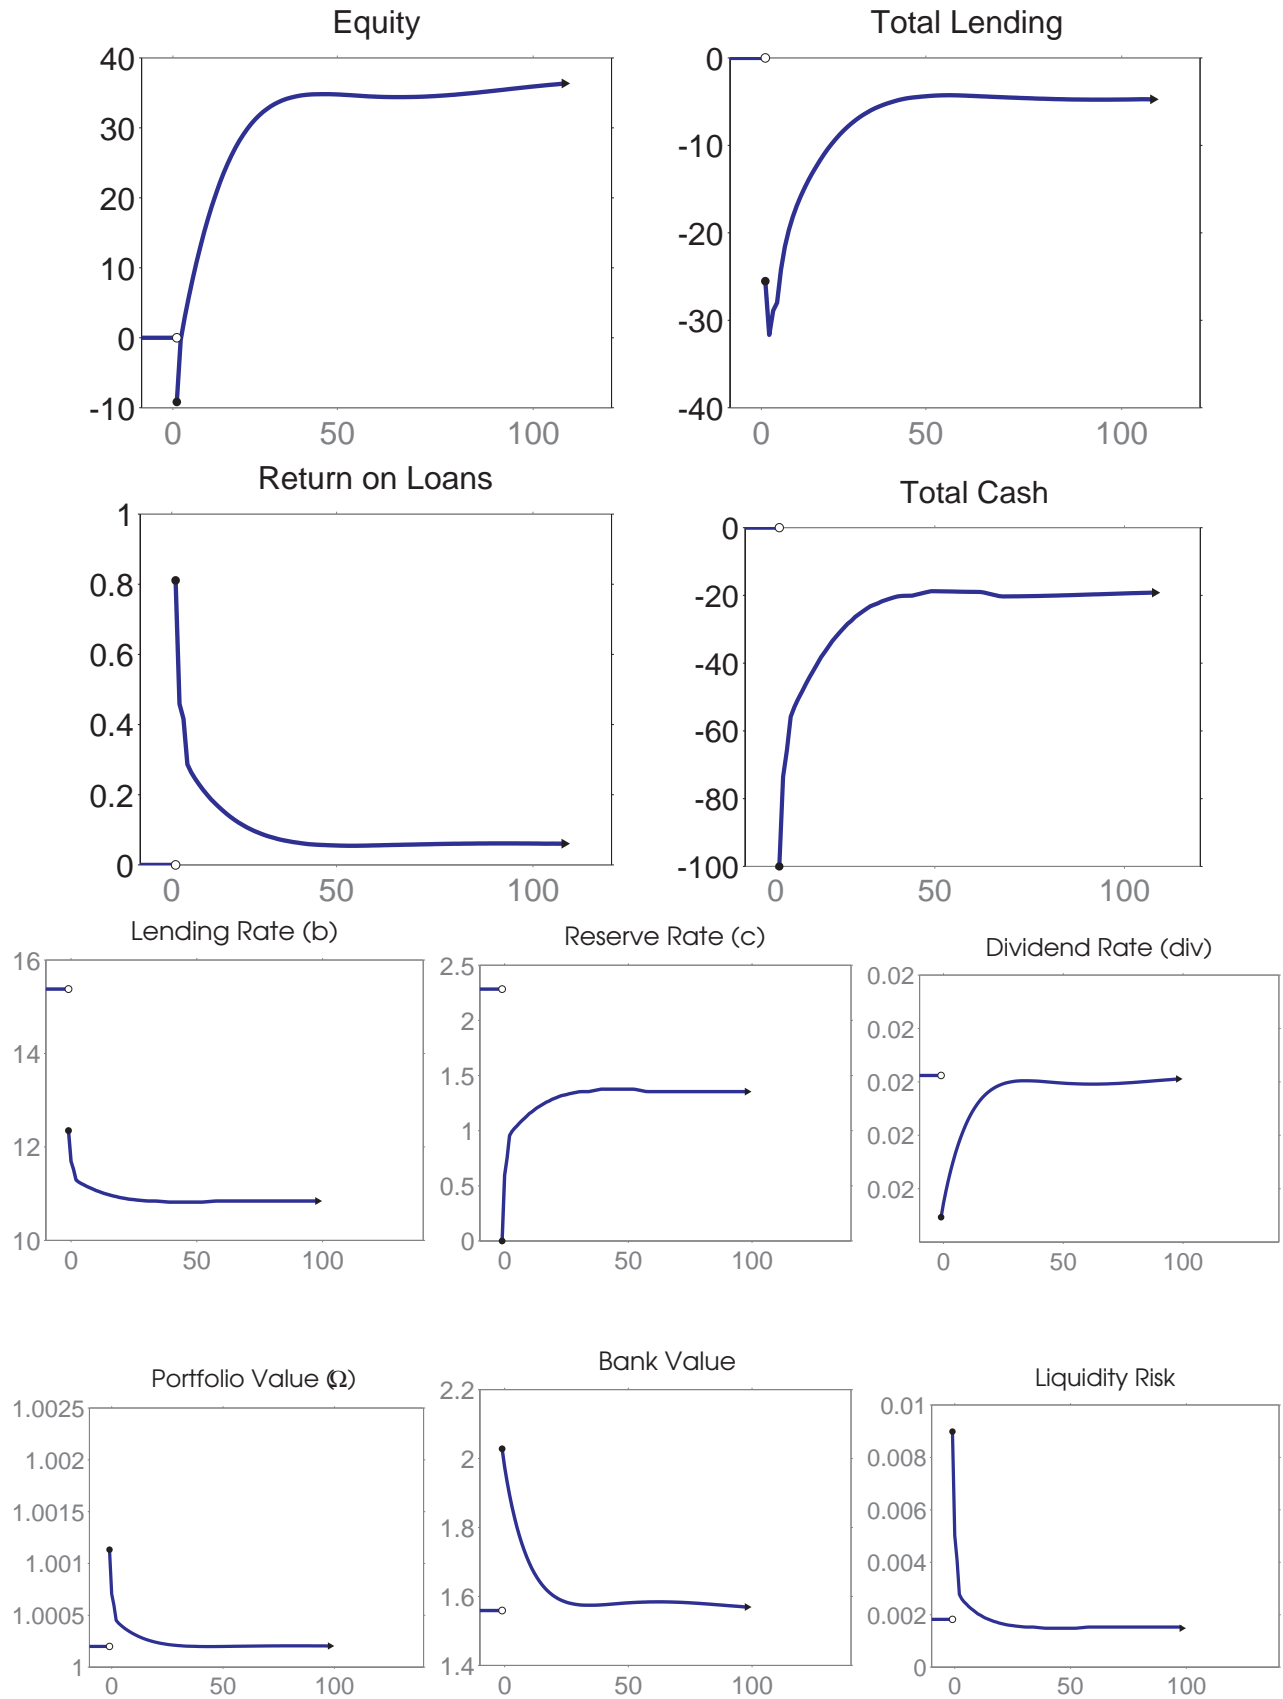 Equity
40
30
20
10
0
-10
0 50 100
Total Lending
0
-10
-20
-30
-40
0 50 100
Return on Loans
1
0.8
0.6
0.4
0.2
0
0 50 100
Total Cash
0
-20
-40
-60
-80
-100
0 50 100
Lending Rate (b)
16
14
12
10
0 50 100
Reserve Rate (c)
2.5
2
1.5
1
0.5
0
0 50 100
Dividend Rate (div)
0.02
0.02
0.02
0.02
0.02
0 50 100
Portfolio Value (Ω)
1.0025
1.002
1.0015
1.001
1.0005
1
0 50 100
Bank Value
2.2
2
1.8
1.6
1.4
0 50 100
Liquidity Risk
0.01
0.008
0.006
0.004
0.002
0
0 50 100